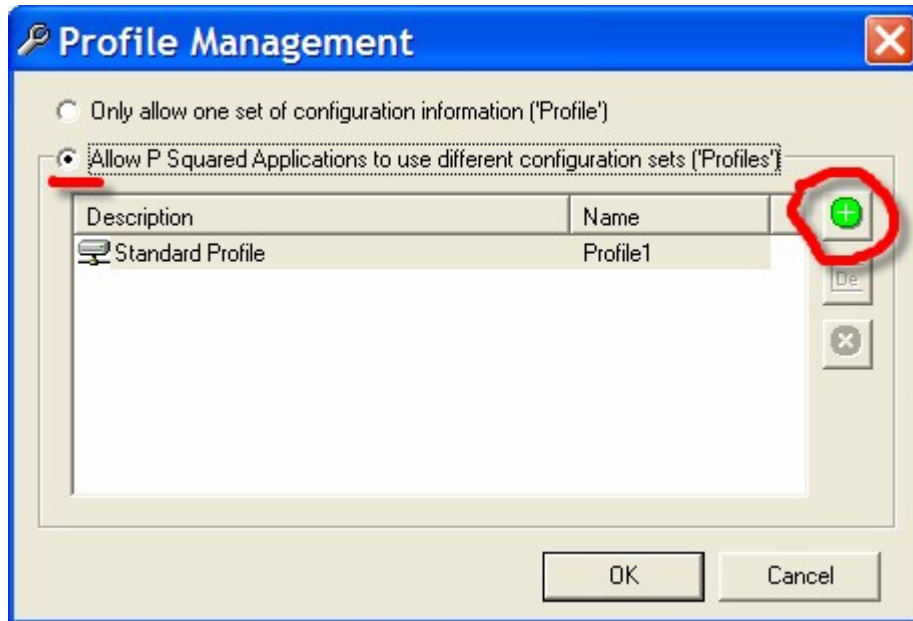 Profile Management
Only allow one set of configuration information ('Profile')
Allow P Squared Applications to use different configuration sets ('Profiles')
Description Name
Standard Profile Profile1
De
OK Cancel